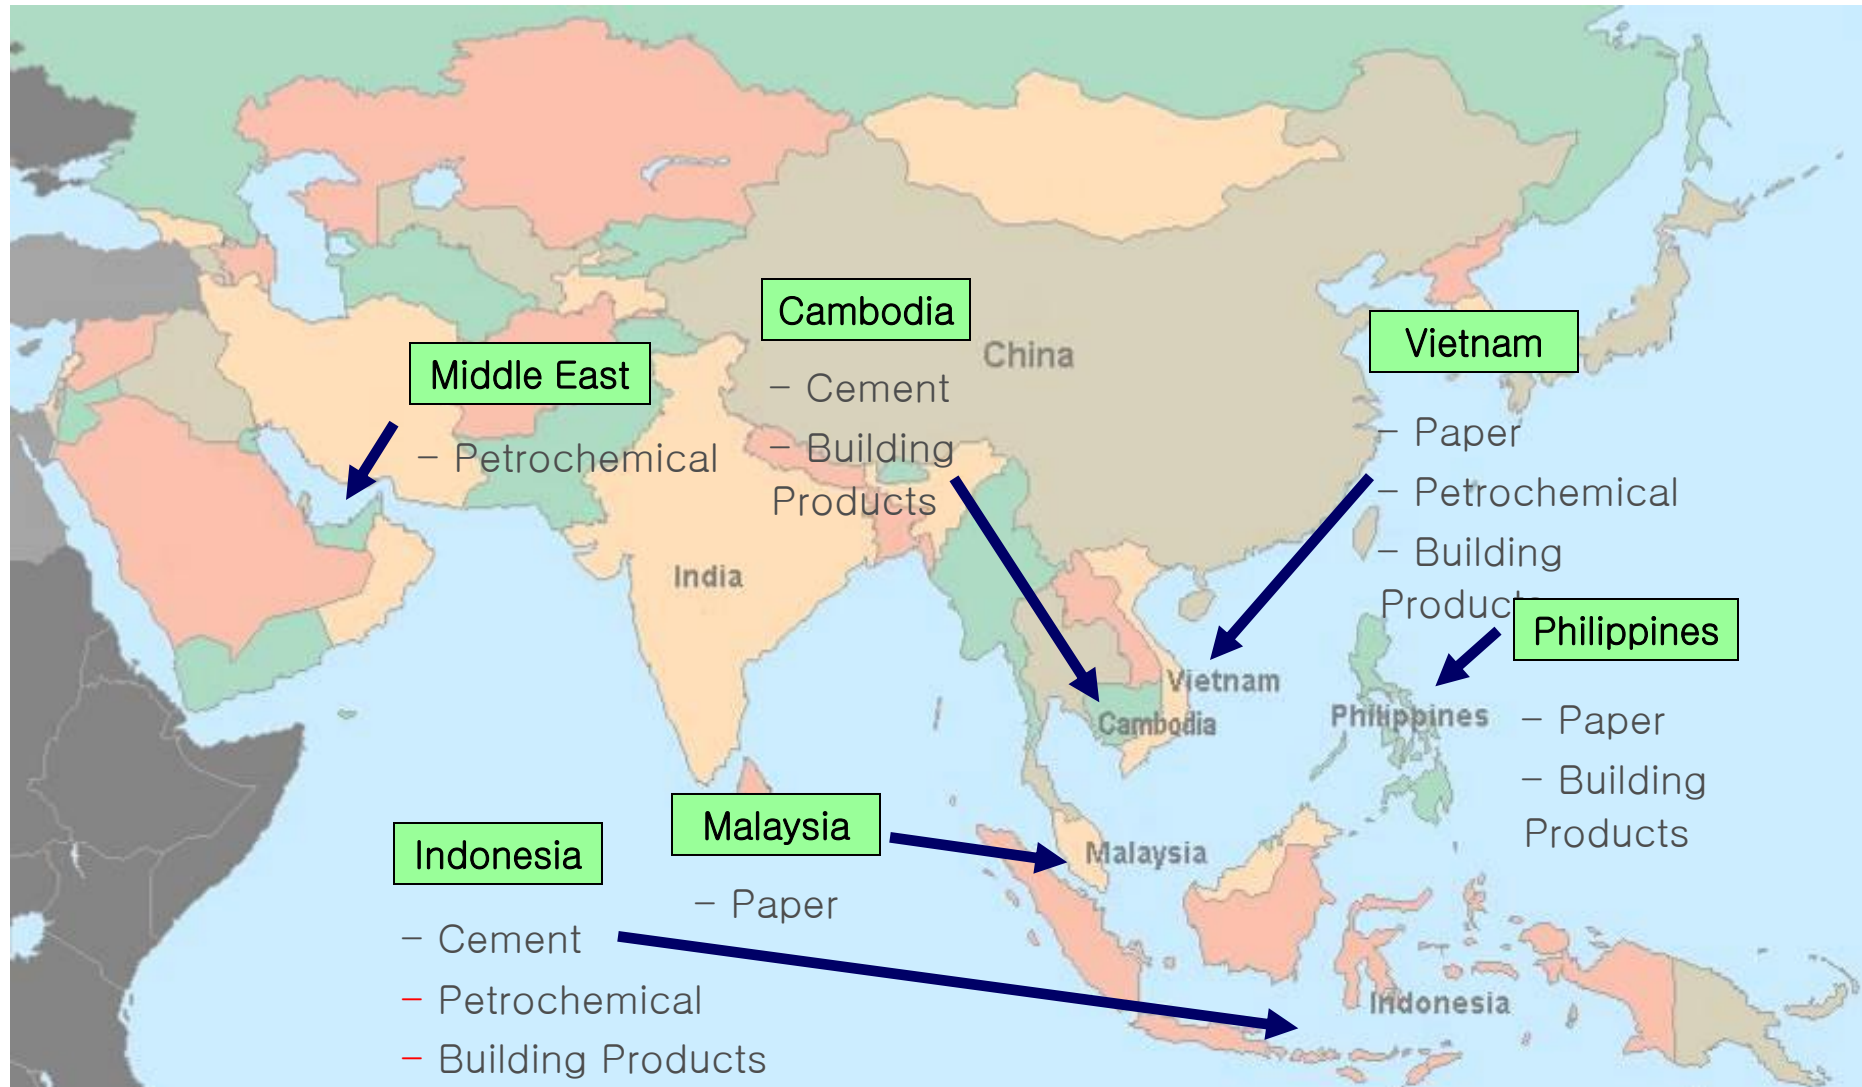 Cambodia
– Cement
– Building
Products
China
Vietnam
– Paper
– Petrochemical
– Building
Products
Middle East
– Petrochemical
India
Philippines
– Paper
– Building
Products
Vietnam
Cambodia
Philippines
Malaysia
– Paper
Malaysia
Indonesia
– Cement
– Petrochemical
– Building Products
Indonesia